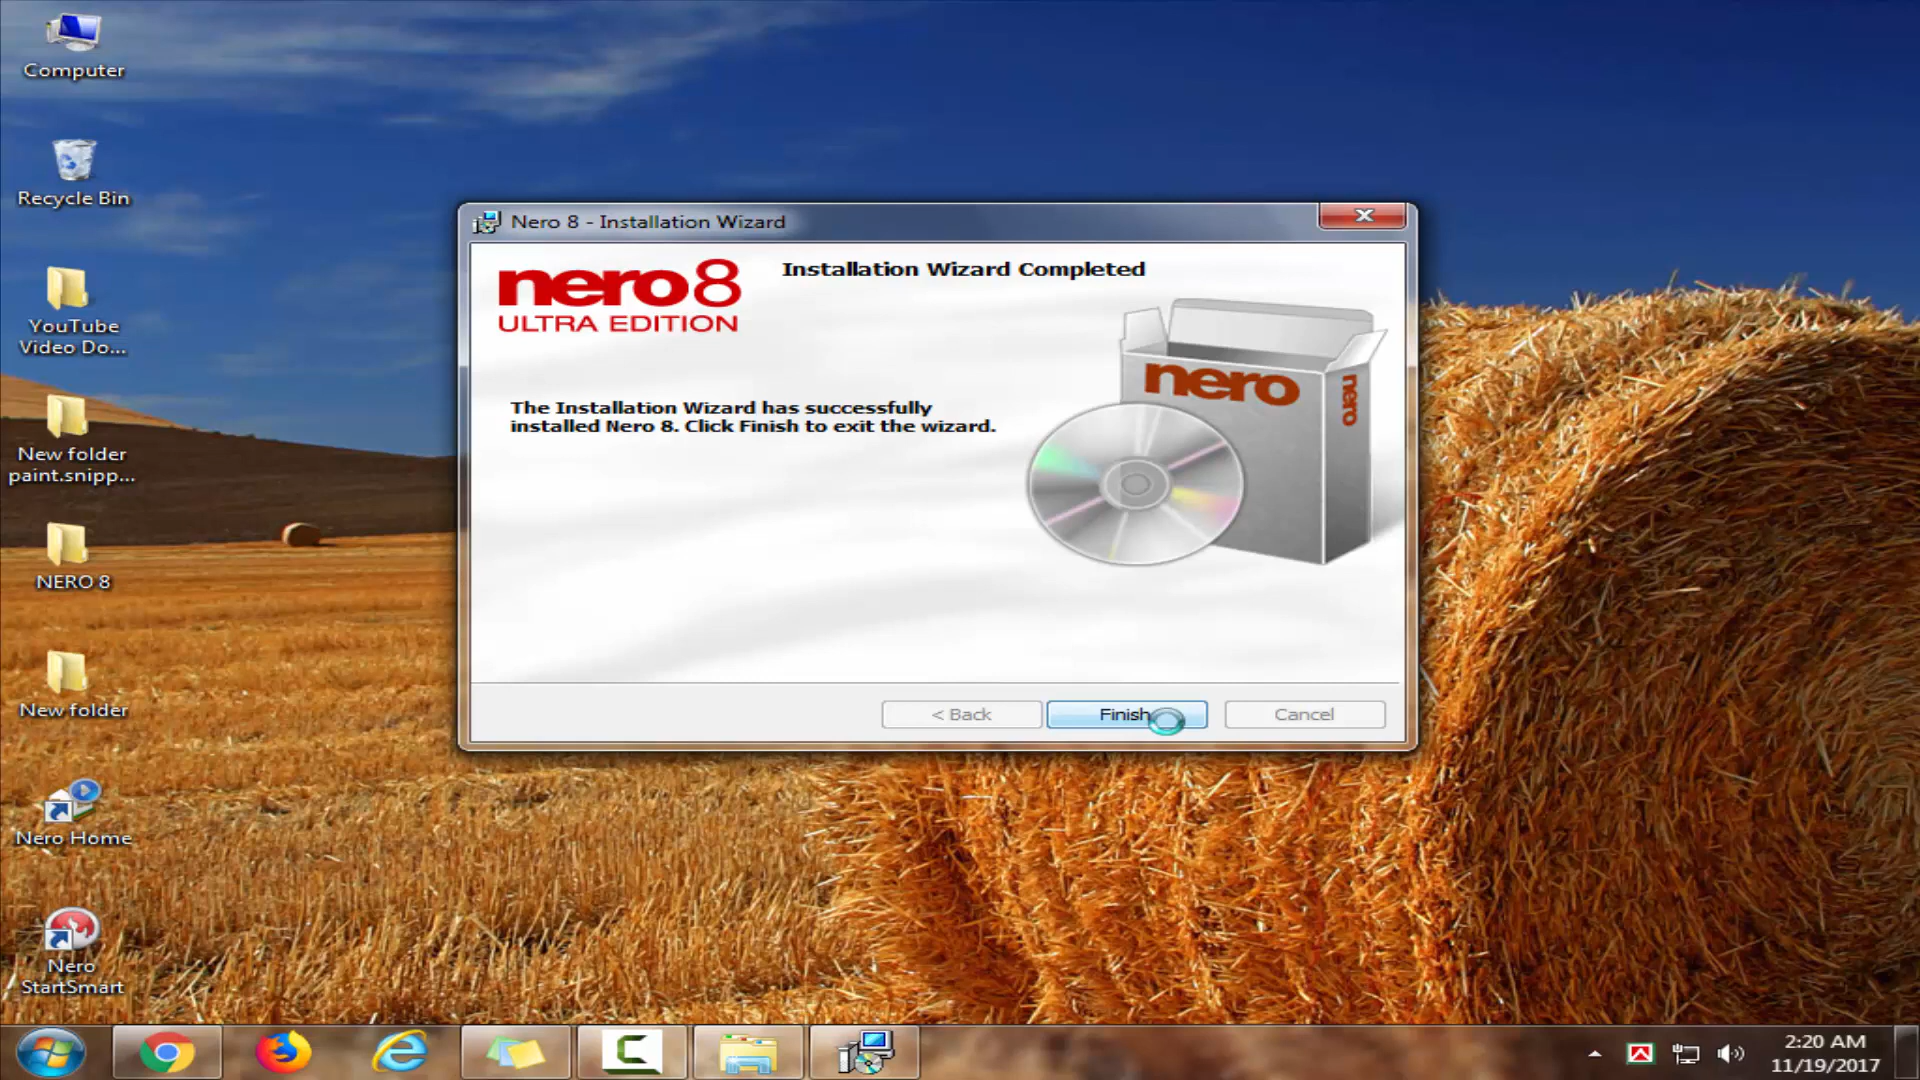 Computer
Recycle Bin
YouTube
Video Do...
New folder
paint.snipp...
NERO 8
New folder
Nero Home
Nero
StartSmart
Nero 8 - Installation Wizard
nero 8
ULTRA EDITION
Installation Wizard Completed
nero
nero
The Installation Wizard has successfully
installed Nero 8. Click Finish to exit the wizard.
< Back
Finish
Cancel
2:20 AM
11/19/2017